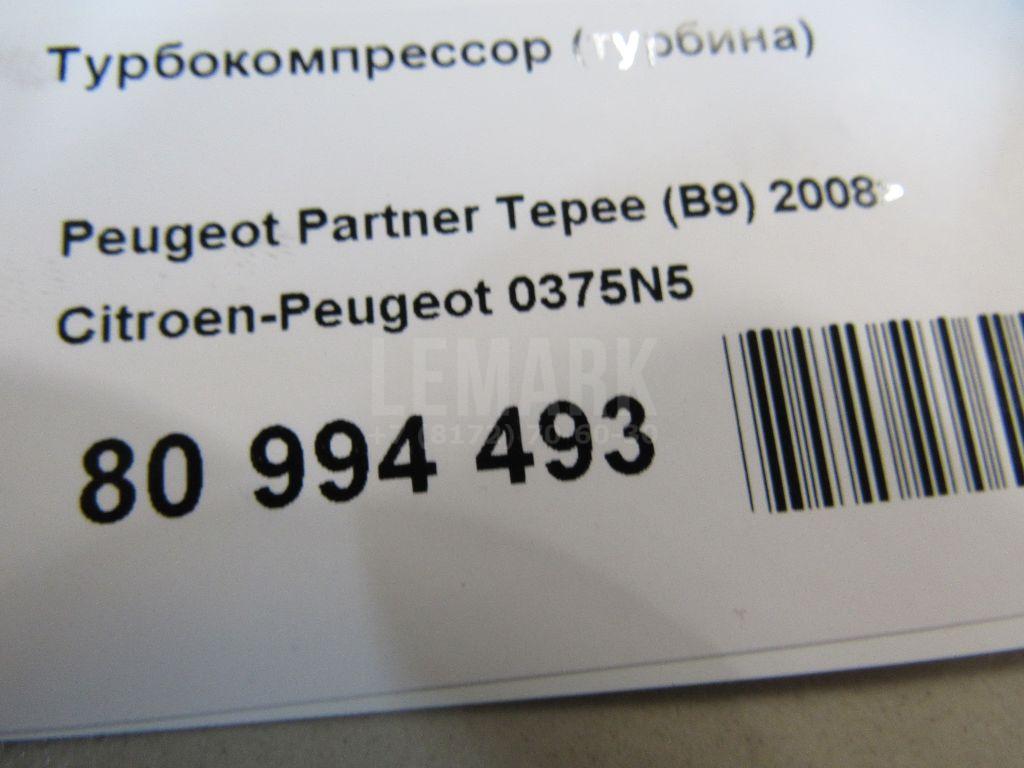 Турбокомпрессор (турбина)
Peugeot Partner Tepee (B9) 2008>
Citroen-Peugeot 0375N5
LEMARK
80 994 493